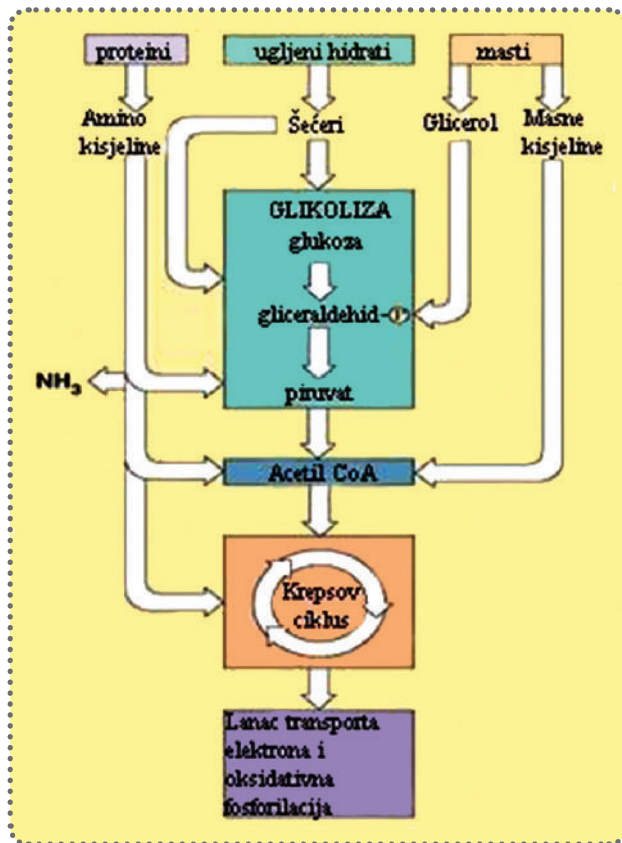 proteini
ugljeni hidrati
masti
Amino
kisjeline
Šećeri
Glicerol
Masne
kisjeline
GLIKOLIZA
glukoza
gliceraldehid-P
piruvat
NH₃
Acetil CoA
Krepsov
ciklus
Lanac transporta
elektrona i
oksidativna
fosforilacija